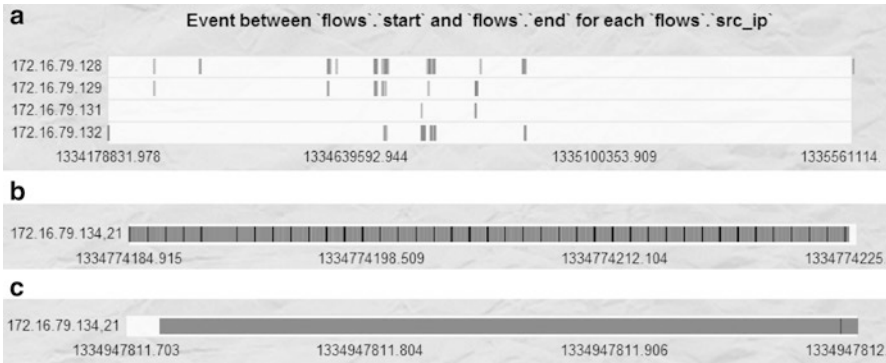 a
Event between `flows`.`start` and `flows`.`end` for each `flows`.`src_ip`
172.16.79.128
172.16.79.129
172.16.79.131
172.16.79.132
1334178831.978 1334639592.944 1335100353.909 1335561114.
b
172.16.79.134,21
1334774184.915 1334774198.509 1334774212.104 1334774225
c
172.16.79.134,21
1334947811.703 1334947811.804 1334947811.906 1334947812